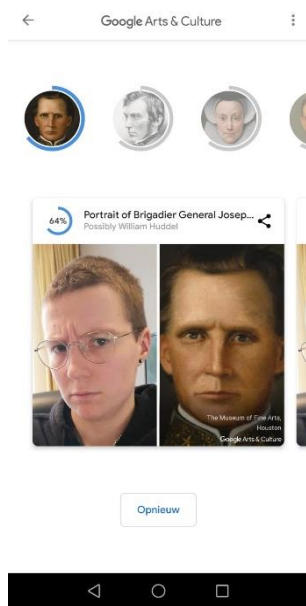 Google Arts & Culture
64%
Portrait of Brigadier General Josep...
Possibly William Huddel
The Museum of Fine Arts,
Houston
Google Arts & Culture
Opnieuw